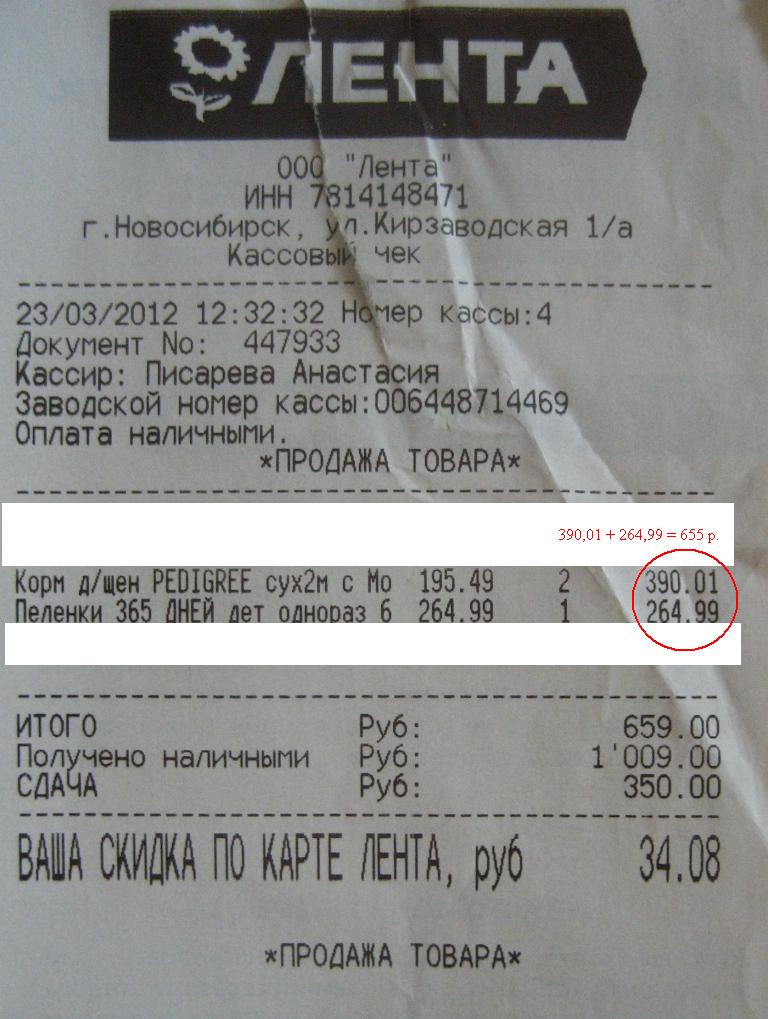 ЛЕНТА
ООО "Лента"
ИНН 7814148471
г.Новосибирск, ул.Кирзаводская 1/а
Кассовый чек
23/03/2012 12:32:32 Номер кассы:4
Документ No: 447933
Кассир: Писарева Анастасия
Заводской номер кассы:006448714469
Оплата наличными.
*ПРОДАЖА ТОВАРА*
390,01 + 264,99 = 655 р.
Корм д/щен PEDIGREE сух2м с Мо 195.49 2 390.01
Пеленки 365 ДНЕЙ дет однораз 6 264.99 1 264.99
ИТОГО Руб: 659.00
Получено наличными Руб: 1'009.00
СДАЧА Руб: 350.00
ВАША СКИДКА ПО КАРТЕ ЛЕНТА, руб 34.08
*ПРОДАЖА ТОВАРА*